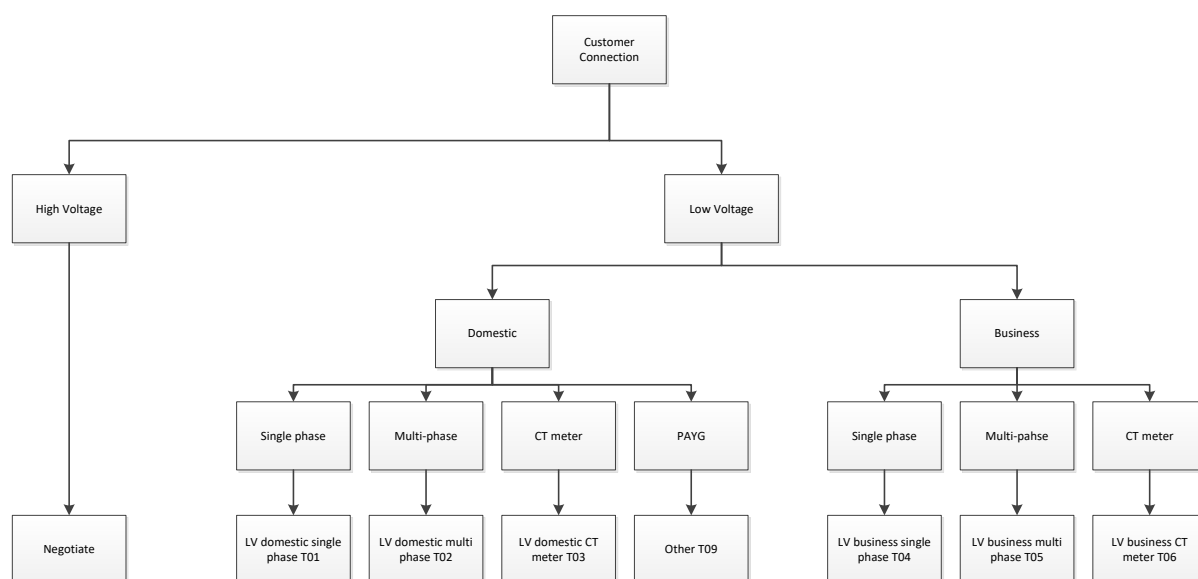 Customer
Connection
High Voltage
Low Voltage
Domestic
Business
Single phase
Multi-phase
CT meter
PAYG
Single phase
Multi-pahse
CT meter
Negotiate
LV domestic single
phase T01
LV domestic multi
phase T02
LV domestic CT
meter T03
Other T09
LV business single
phase T04
LV business multi
phase T05
LV business CT
meter T06